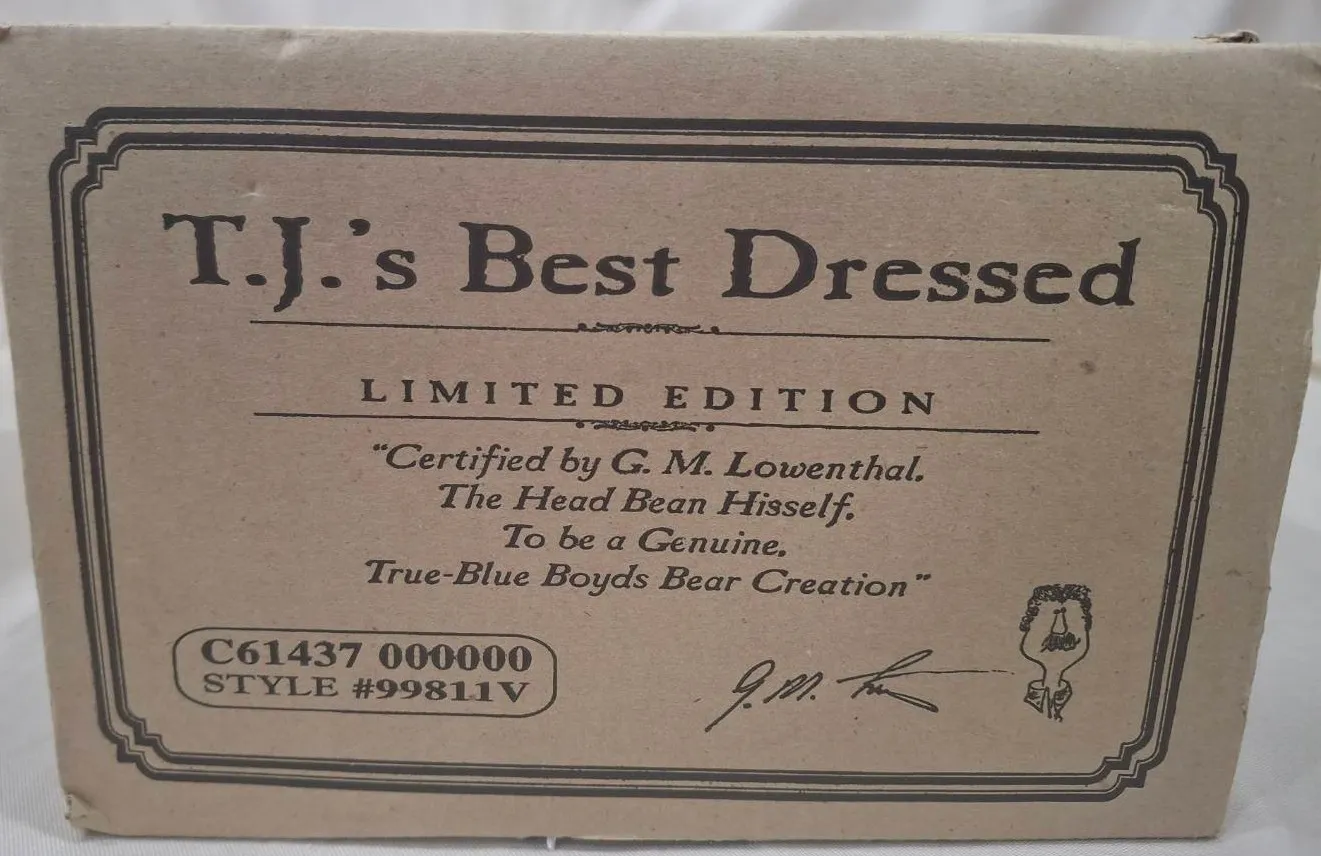 T.J.'s Best Dressed
LIMITED EDITION
"Certified by G. M. Lowenthal.
The Head Bean Hisself.
To be a Genuine,
True-Blue Boyds Bear Creation"
C61437 000000
STYLE #99811V
G. M.